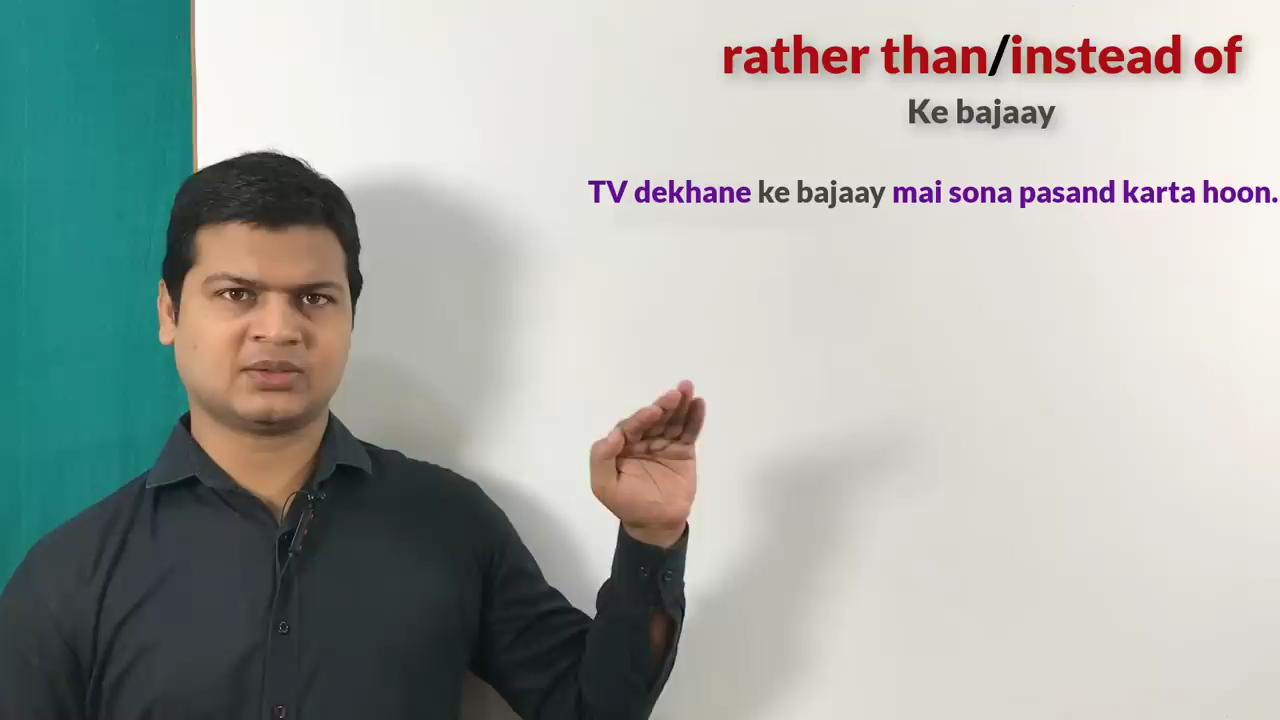 rather than/instead of
Ke bajaay
TV dekhane ke bajaay mai sona pasand karta hoon.